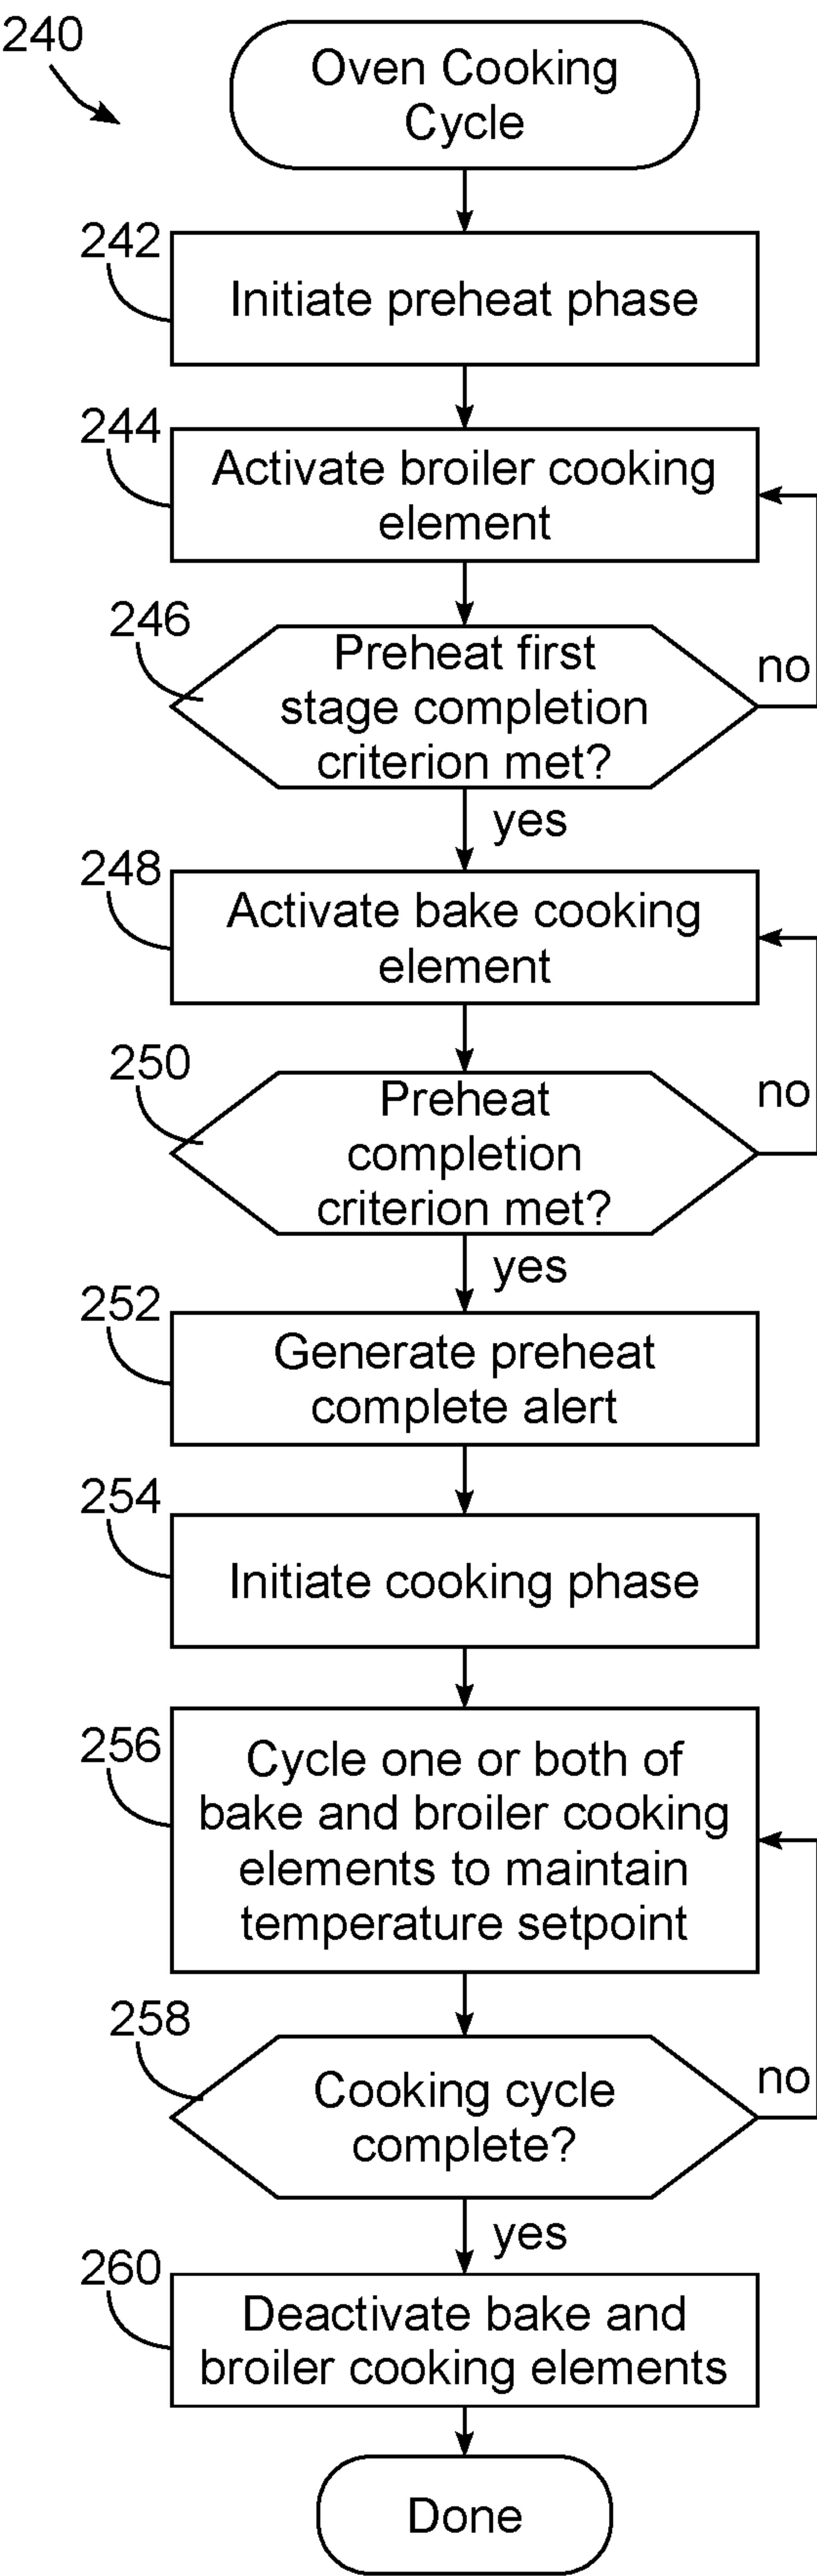 240
Oven Cooking
Cycle
242
Initiate preheat phase
244
Activate broiler cooking
element
246
Preheat first
stage completion
criterion met?
no
yes
248
Activate bake cooking
element
250
Preheat
completion
criterion met?
no
yes
252
Generate preheat
complete alert
254
Initiate cooking phase
256
Cycle one or both of
bake and broiler cooking
elements to maintain
temperature setpoint
258
Cooking cycle
complete?
no
yes
260
Deactivate bake and
broiler cooking elements
Done